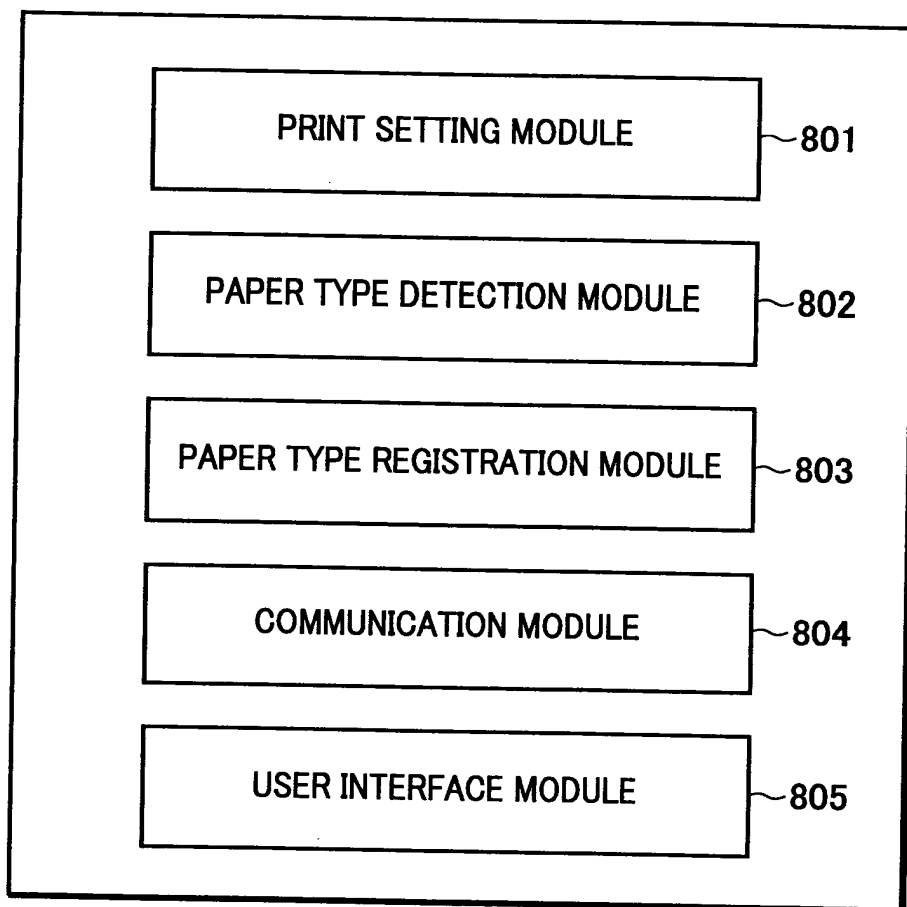 PRINT SETTING MODULE 801
PAPER TYPE DETECTION MODULE 802
PAPER TYPE REGISTRATION MODULE 803
COMMUNICATION MODULE 804
USER INTERFACE MODULE 805